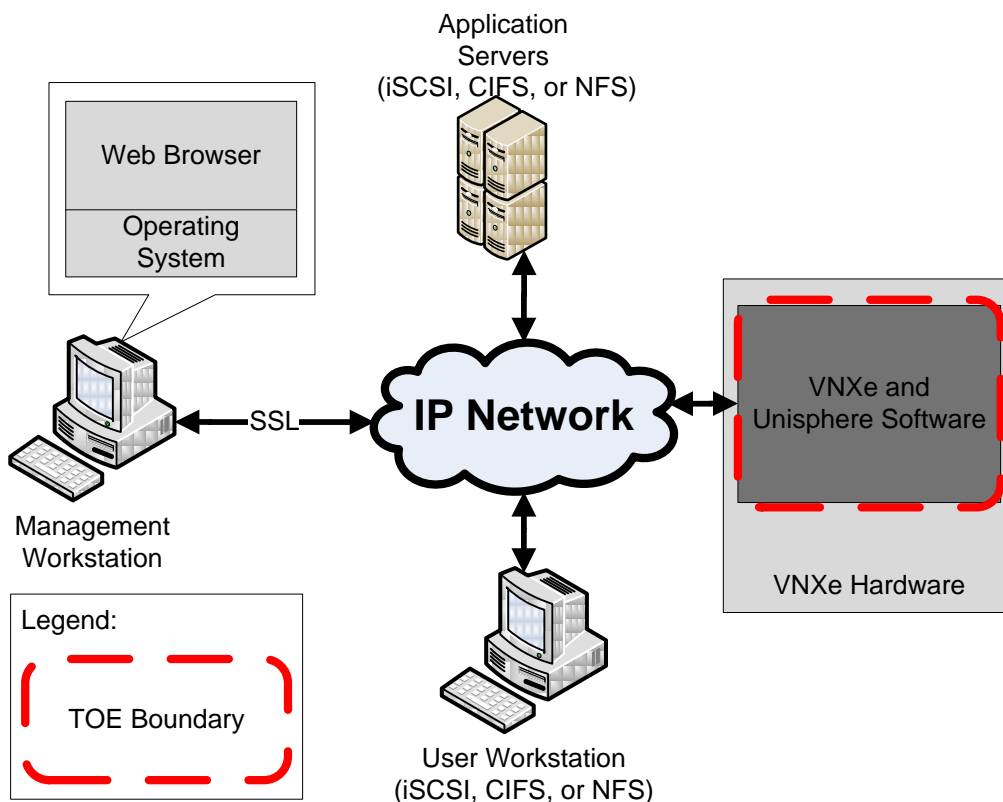 Application
Servers
(iSCSI, CIFS, or NFS)
Web Browser
Operating
System
VNXe and
Unisphere Software
SSL
IP Network
Management
Workstation
VNXe Hardware
Legend:
TOE Boundary
User Workstation
(iSCSI, CIFS, or NFS)